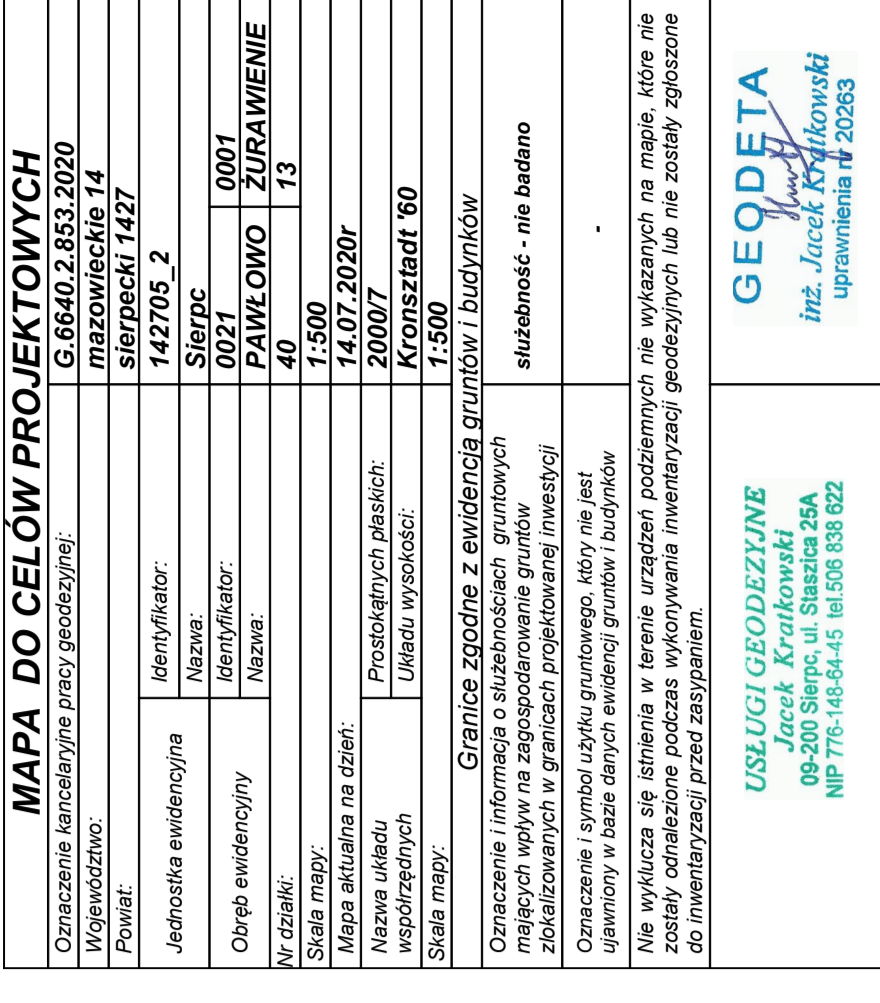 MAPA DO CELÓW PROJEKTOWYCH
Oznaczenie kancelaryjne pracy geodezyjnej: G.6640.2.853.2020
Województwo: mazowieckie 14
Powiat: sierpecki 1427
Jednostka ewidencyjna Identyfikator: 142705_2
Nazwa: Sierpc
Obręb ewidencyjny Identyfikator: 0021 0001
Nazwa: PAWŁOWO ŻURAWIENIE
Nr działki: 40 13
Skala mapy: 1:500
Mapa aktualna na dzień: 14.07.2020r
Nazwa układu
współrzędnych
Prostokątnych płaskich: 2000/7
Układu wysokości: Kronsztadt '60
Skala mapy: 1:500
Granice zgodne z ewidencją gruntów i budynków
Oznaczenie i informacja o służebnościach gruntowych
mających wpływ na zagospodarowanie gruntów
zlokalizowanych w granicach projektowanej inwestycji
służebność - nie badano
Oznaczenie i symbol użytku gruntowego, który nie jest
ujawniony w bazie danych ewidencji gruntów i budynków
-
Nie wyklucza się istnienia w terenie urządzeń podziemnych nie wykazanych na mapie, które nie
zostały odnalezione podczas wykonywania inwentaryzacji geodezyjnych lub nie zostały zgłoszone
do inwentaryzacji przed zasypaniem.
USŁUGI GEODEZYJNE
Jacek Kratkowski
09-200 Sierpc, ul. Staszica 25A
NIP 776-148-64-45 tel.506 838 622
GEODETA
inż. Jacek Kratkowski
uprawnienia nr 20263